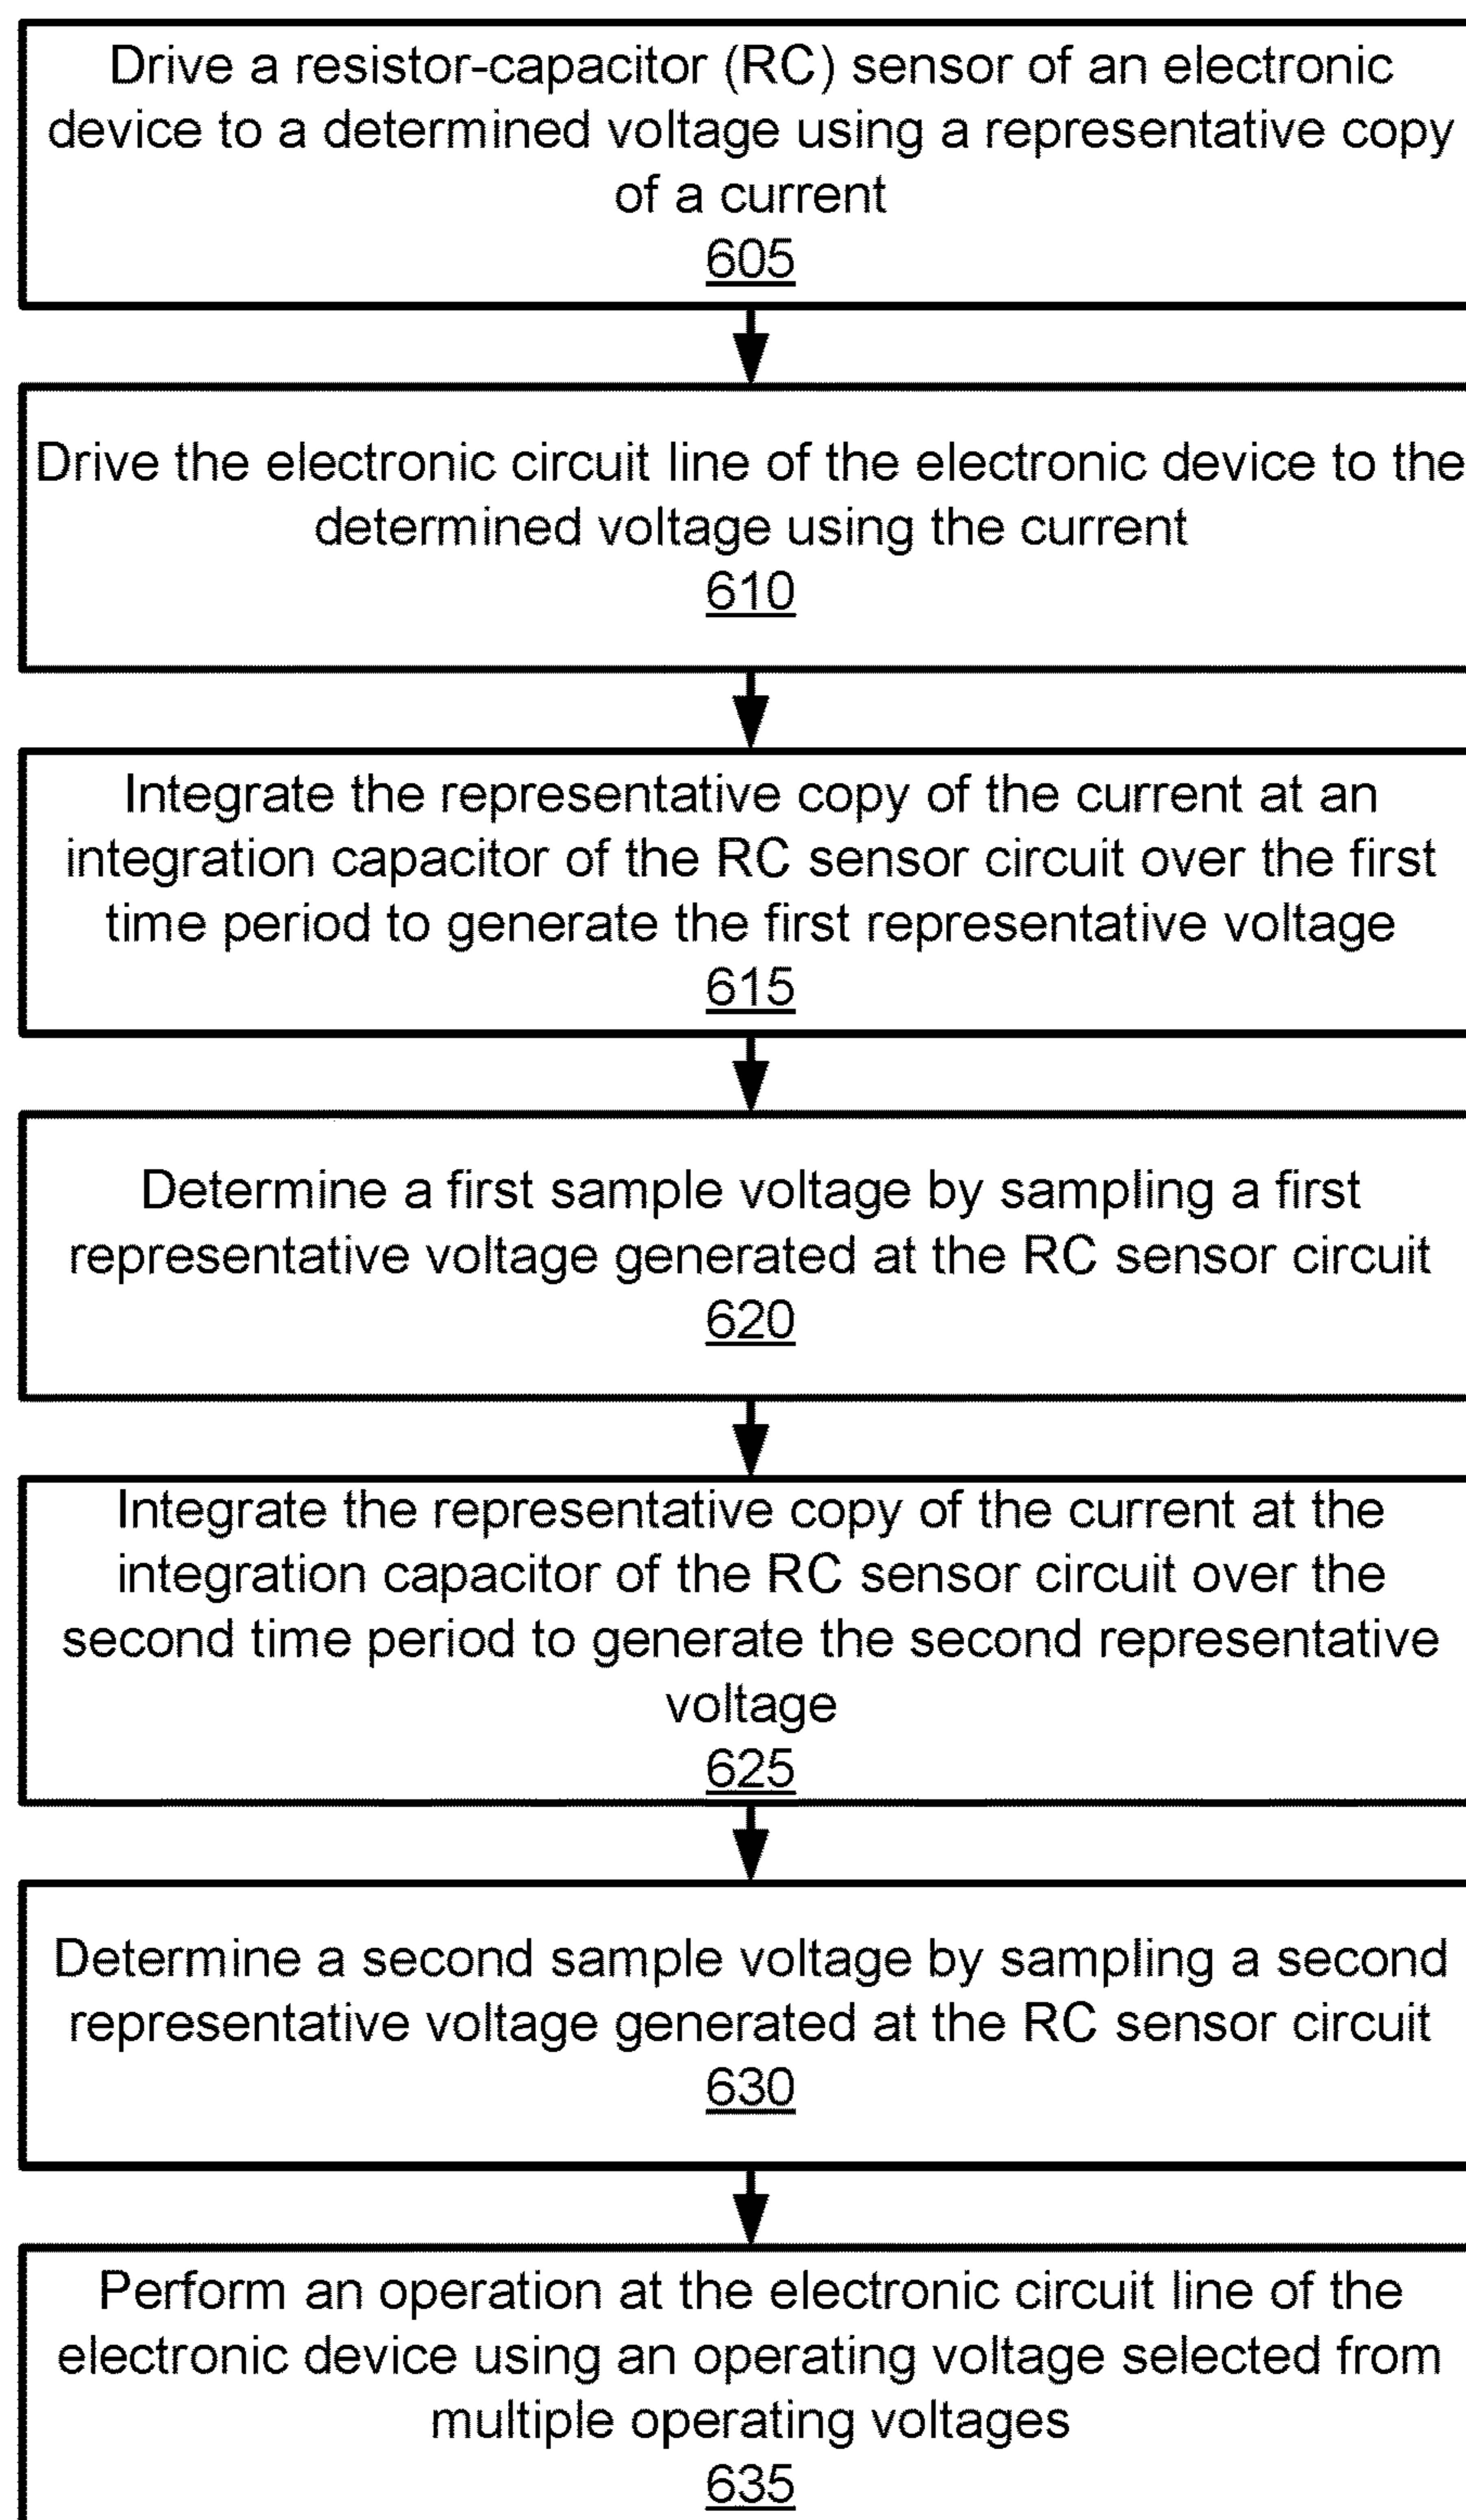 Drive a resistor-capacitor (RC) sensor of an electronic
device to a determined voltage using a representative copy
of a current
605
Drive the electronic circuit line of the electronic device to the
determined voltage using the current
610
Integrate the representative copy of the current at an
integration capacitor of the RC sensor circuit over the first
time period to generate the first representative voltage
615
Determine a first sample voltage by sampling a first
representative voltage generated at the RC sensor circuit
620
Integrate the representative copy of the current at the
integration capacitor of the RC sensor circuit over the
second time period to generate the second representative
voltage
625
Determine a second sample voltage by sampling a second
representative voltage generated at the RC sensor circuit
630
Perform an operation at the electronic circuit line of the
electronic device using an operating voltage selected from
multiple operating voltages
635